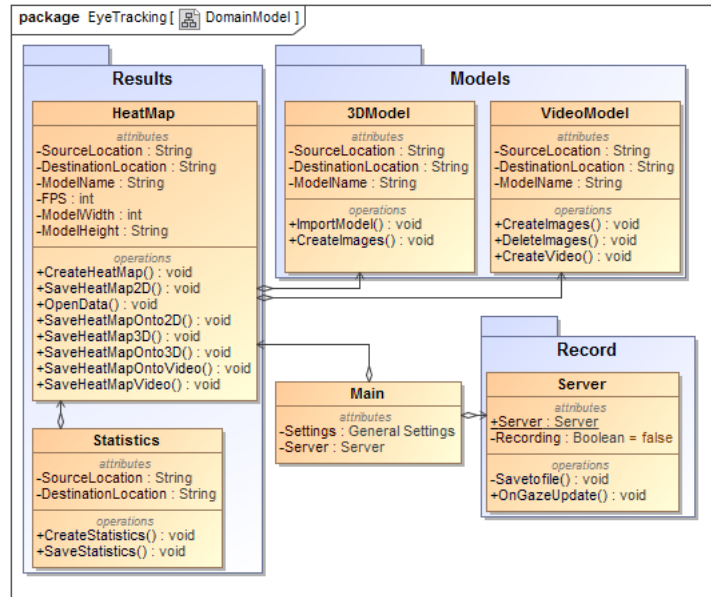 package EyeTracking [ DomainModel ]
Results
HeatMap
attributes
-SourceLocation : String
-DestinationLocation : String
-ModelName : String
-FPS : int
-ModelWidth : int
-ModelHeight : String
operations
+CreateHeatMap() : void
+SaveHeatMap2D() : void
+OpenData() : void
+SaveHeatMapOnto2D() : void
+SaveHeatMap3D() : void
+SaveHeatMapOnto3D() : void
+SaveHeatMapOntoVideo() : void
+SaveHeatMapVideo() : void
Statistics
attributes
-SourceLocation : String
-DestinationLocation : String
operations
+CreateStatistics() : void
+SaveStatistics() : void
Models
3DModel
attributes
-SourceLocation : String
-DestinationLocation : String
-ModelName : String
operations
+ImportModel() : void
+CreateImages() : void
VideoModel
attributes
-SourceLocation : String
-DestinationLocation : String
-ModelName : String
operations
+CreateImages() : void
+DeleteImages() : void
+CreateVideo() : void
Main
attributes
-Settings : General Settings
-Server : Server
Record
Server
attributes
+Server : Server
-Recording : Boolean = false
operations
-Savetofile() : void
+OnGazeUpdate() : void